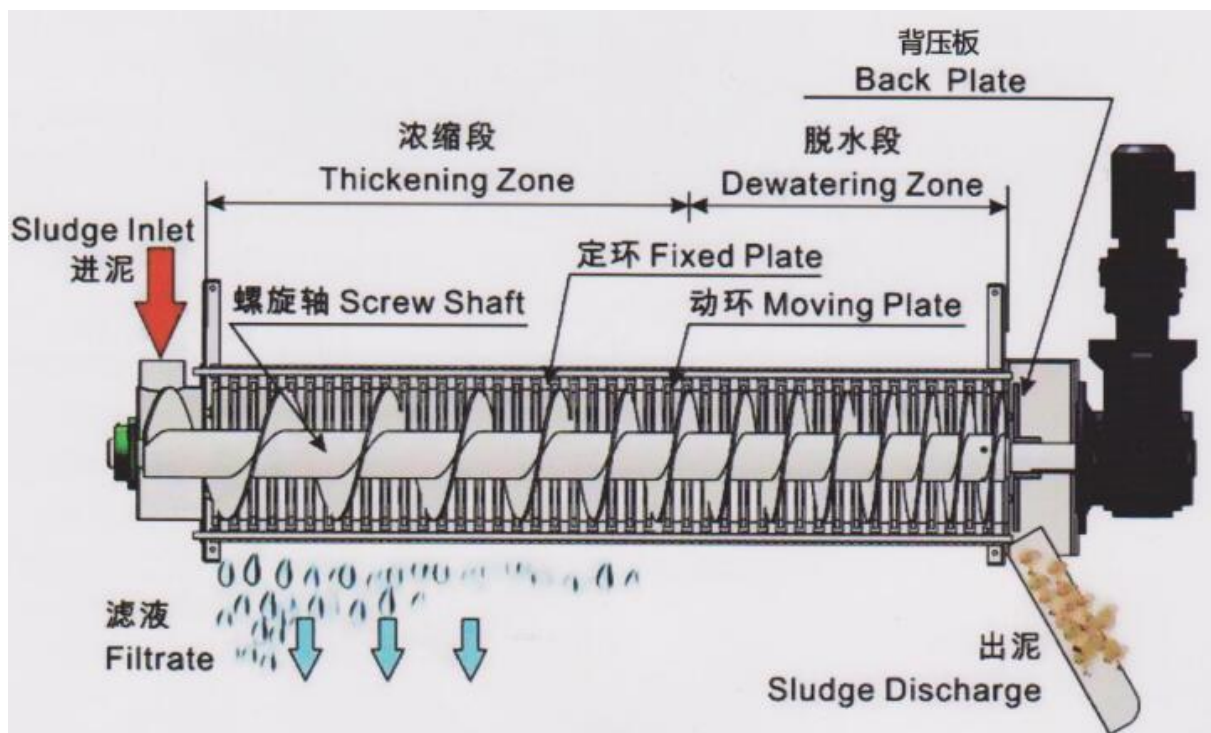 背压板
Back Plate
浓缩段
Thickening Zone
脱水段
Dewatering Zone
Sludge Inlet
进泥
定环 Fixed Plate
螺旋轴 Screw Shaft
动环 Moving Plate
滤液
Filtrate
出泥
Sludge Discharge